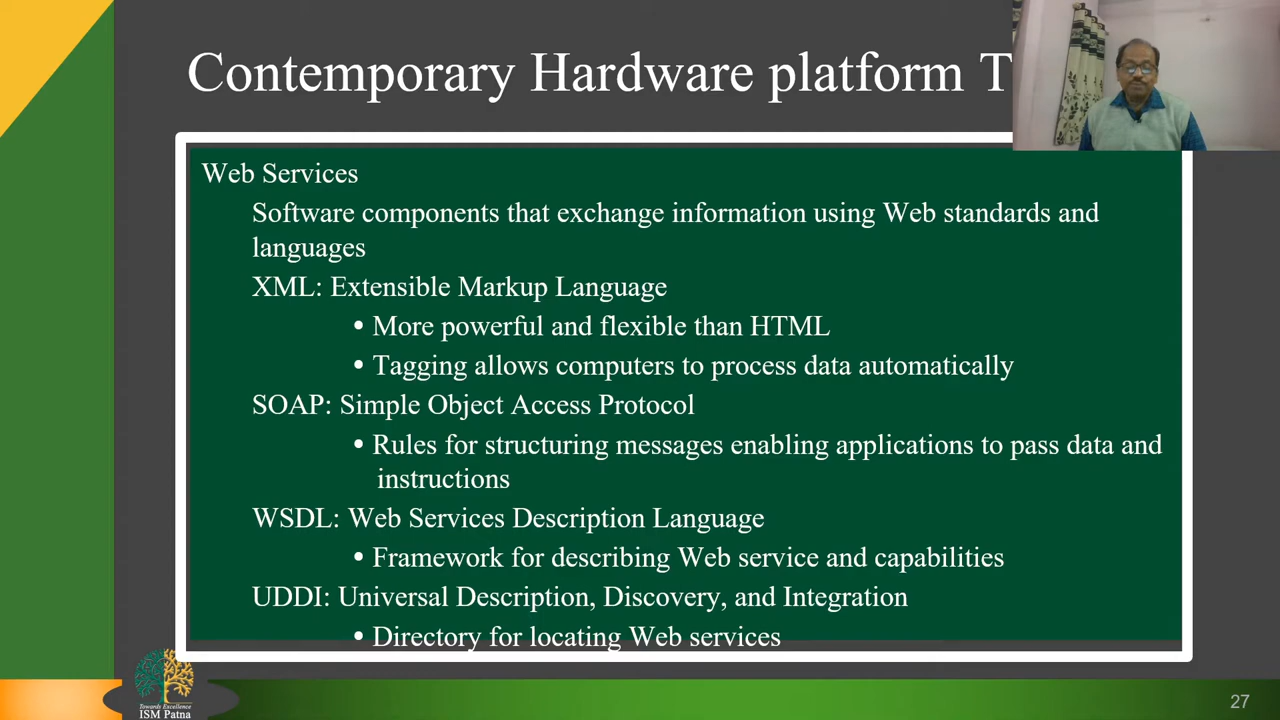 Contemporary Hardware platform T
Web Services
Software components that exchange information using Web standards and
languages
XML: Extensible Markup Language
• More powerful and flexible than HTML
• Tagging allows computers to process data automatically
SOAP: Simple Object Access Protocol
• Rules for structuring messages enabling applications to pass data and
instructions
WSDL: Web Services Description Language
• Framework for describing Web service and capabilities
UDDI: Universal Description, Discovery, and Integration
• Directory for locating Web services
Towards Excellence
ISM Patna
27